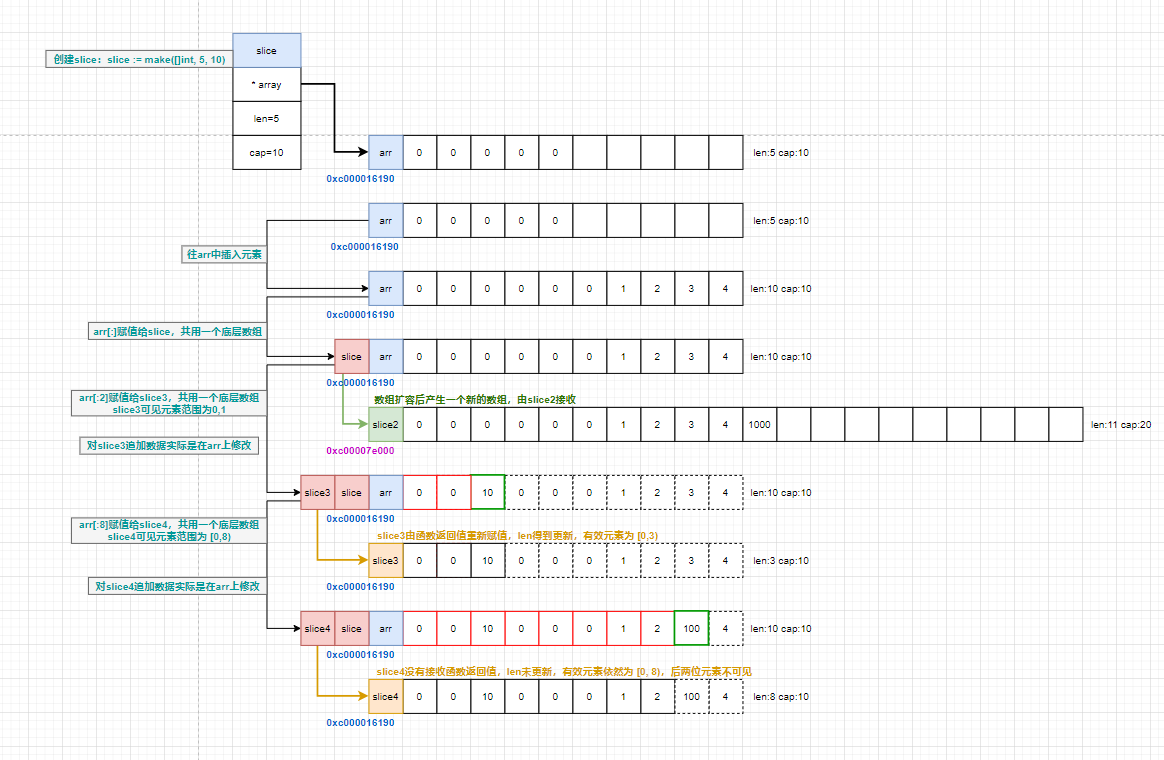 slice
创建slice：slice := make([]int, 5, 10)
* array
len=5
cap=10
arr 0 0 0 0 0 len:5 cap:10
0xc000016190
arr 0 0 0 0 0 len:5 cap:10
0xc000016190
往arr中插入元素
arr 0 0 0 0 0 0 1 2 3 4 len:10 cap:10
0xc000016190
arr[:]赋值给slice，共用一个底层数组
slice arr 0 0 0 0 0 0 1 2 3 4 len:10 cap:10
0xc000016190
arr[:2]赋值给slice3，共用一个底层数组
slice3可见元素范围为0,1
数组扩容后产生一个新的数组，由slice2接收
slice2 0 0 0 0 0 0 1 2 3 4 1000 len:11 cap:20
对slice3追加数据实际是在arr上修改
0xc00007e000
slice3 slice arr 0 0 10 0 0 0 1 2 3 4 len:10 cap:10
0xc000016190
arr[:8]赋值给slice4，共用一个底层数组
slice4可见元素范围为 [0,8)
slice3由函数返回值重新赋值，len得到更新，有效元素为 [0,3)
slice3 0 0 10 0 0 0 1 2 3 4 len:3 cap:10
对slice4追加数据实际是在arr上修改
0xc000016190
slice4 slice arr 0 0 10 0 0 0 1 2 100 4 len:10 cap:10
0xc000016190
slice4没有接收函数返回值，len未更新，有效元素依然为 [0, 8)，后两位元素不可见
slice4 0 0 10 0 0 0 1 2 100 4 len:8 cap:10
0xc000016190